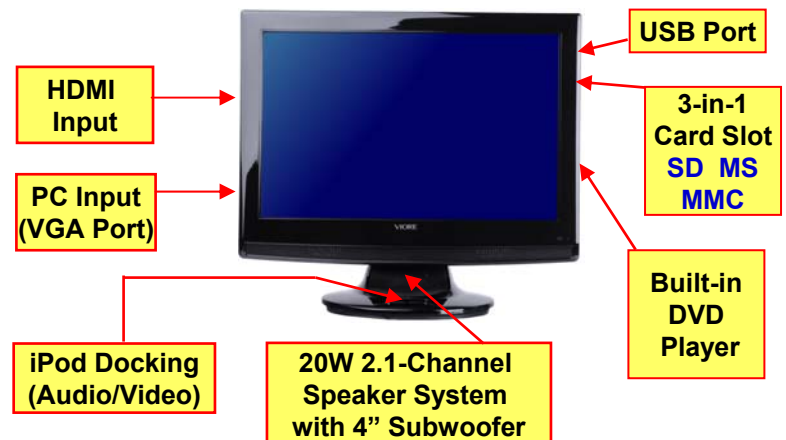 USB Port
HDMI
Input
3-in-1
Card Slot
SD MS
MMC
PC Input
(VGA Port)
VIORE
Built-in
DVD
Player
iPod Docking
(Audio/Video)
20W 2.1-Channel
Speaker System
with 4” Subwoofer